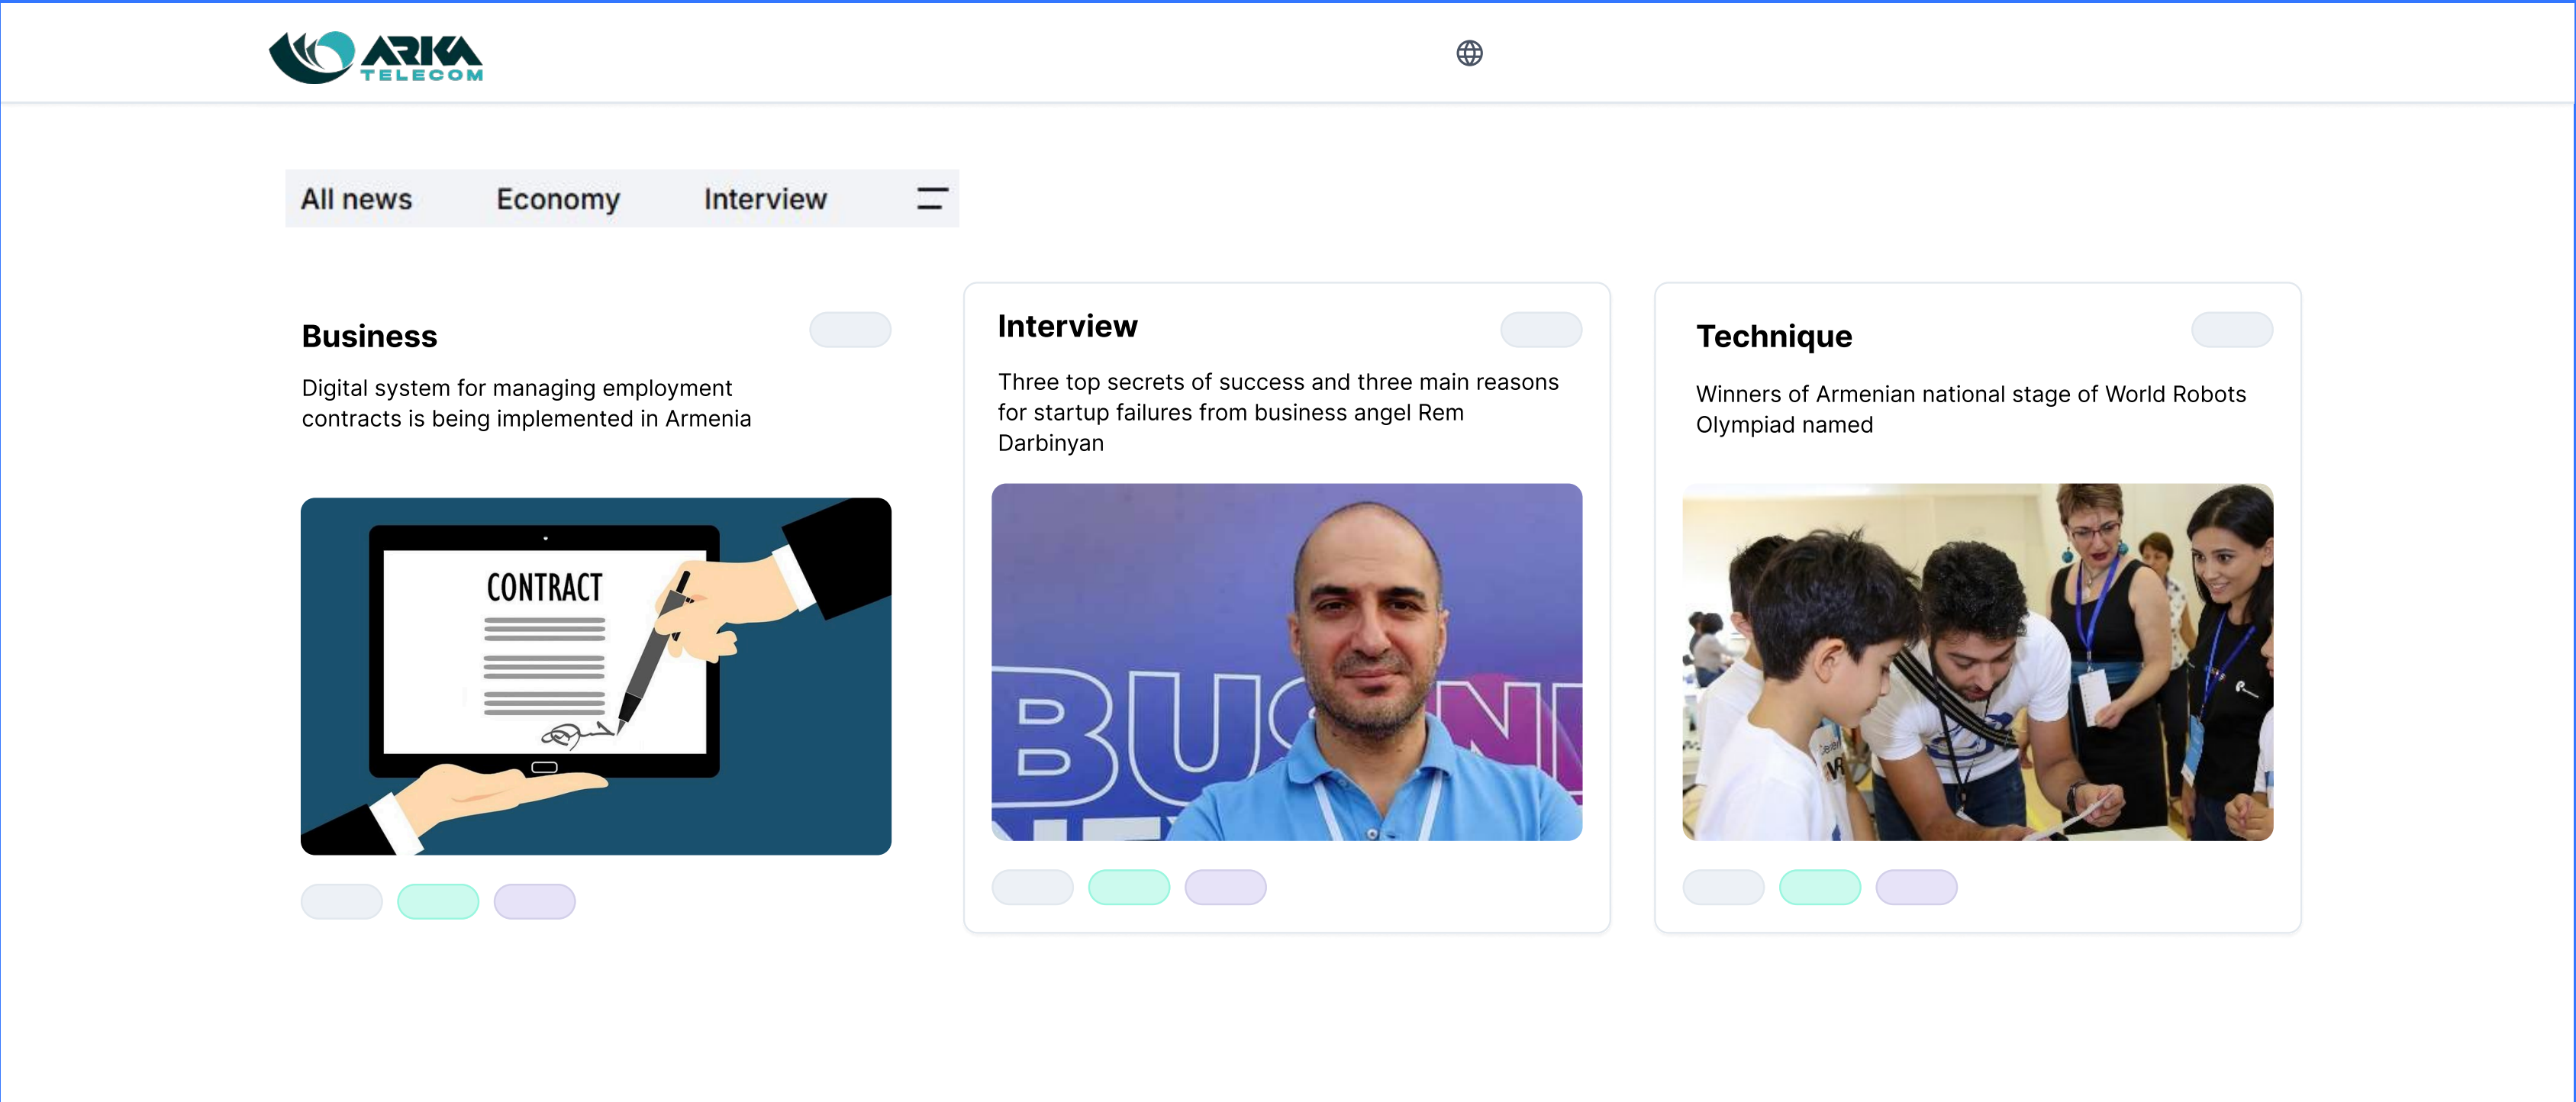 ARKA
TELECOM
All news
Economy
Interview
Business
Digital system for managing employment
contracts is being implemented in Armenia
CONTRACT
Interview
Three top secrets of success and three main reasons
for startup failures from business angel Rem
Darbinyan
BUSINE
Technique
Winners of Armenian national stage of World Robots
Olympiad named